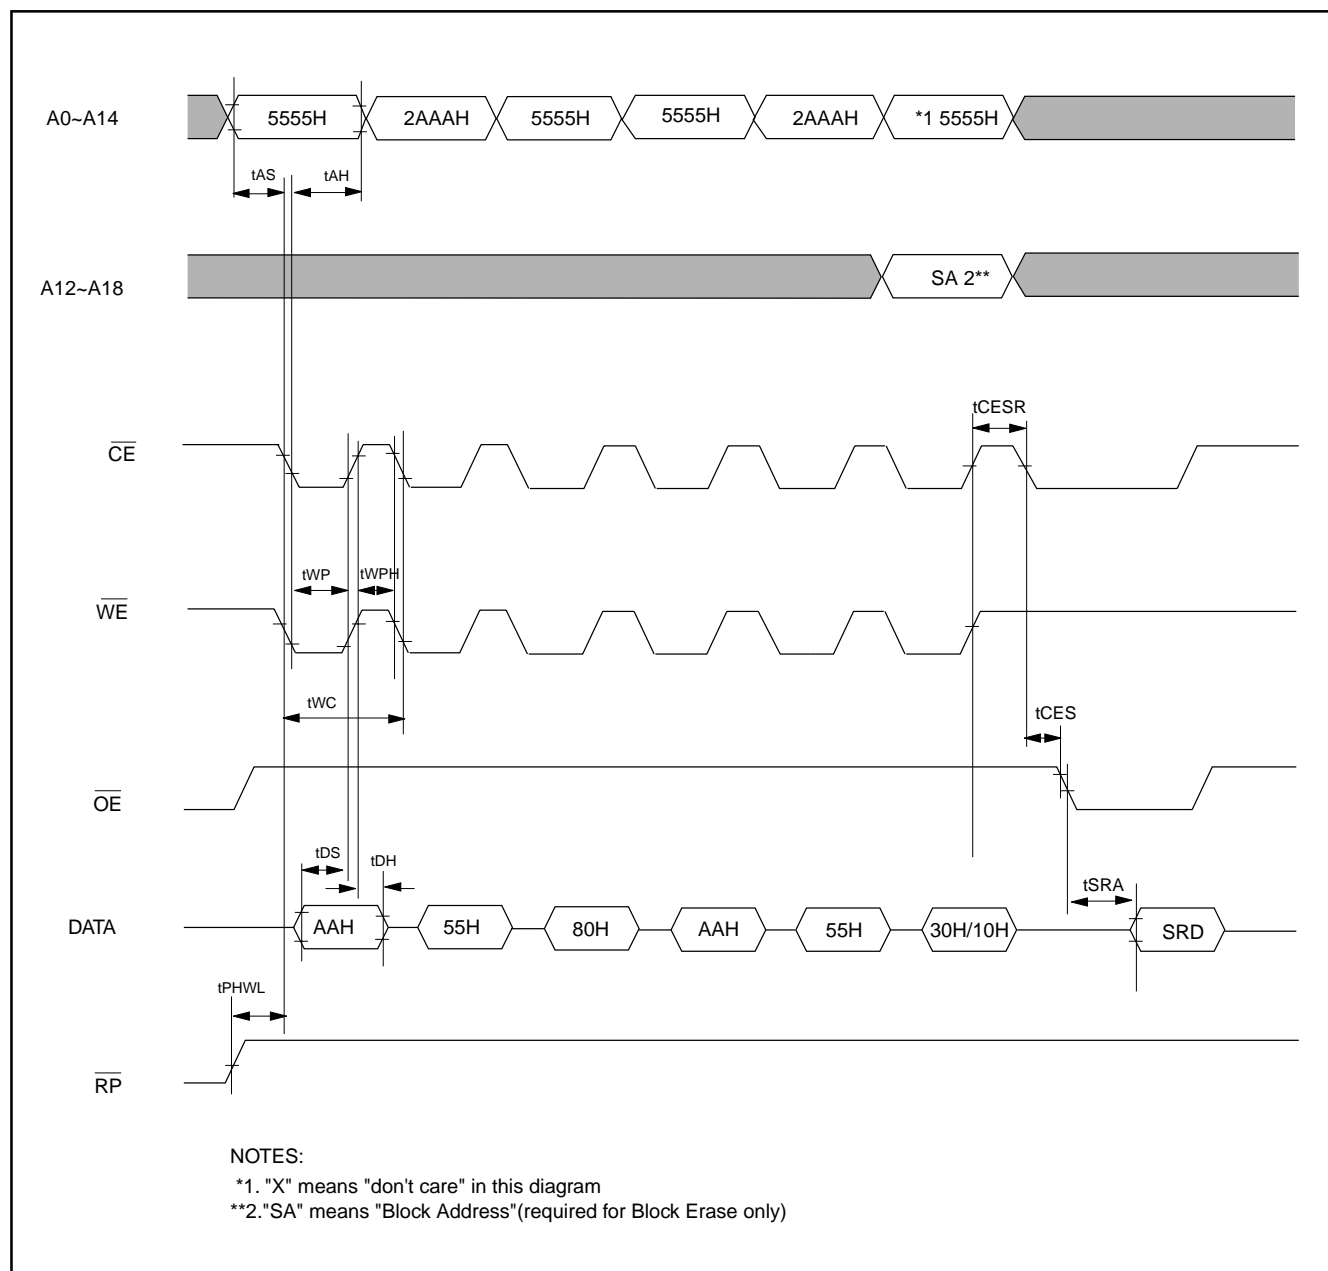 A0~A14
5555H 2AAAH 5555H 5555H 2AAAH *1 5555H
tAS tAH
A12~A18
SA 2**
tCESR
CE
tWP tWPH
WE
tWC
tCES
OE
tDS tDH
tSRA
DATA
AAH 55H 80H AAH 55H 30H/10H SRD
tPHWL
RP
NOTES:
*1. "X" means "don't care" in this diagram
**2."SA" means "Block Address"(required for Block Erase only)